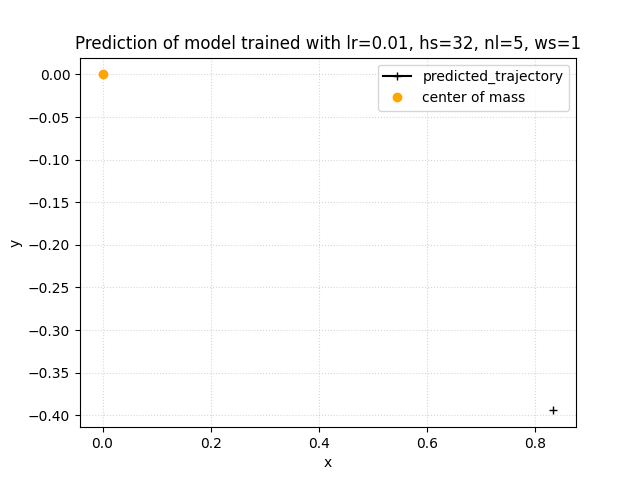 Prediction of model trained with lr=0.01, hs=32, nl=5, ws=1
predicted_trajectory
center of mass
0.00
−0.05
−0.10
−0.15
−0.20
−0.25
−0.30
−0.35
−0.40
y
0.0 0.2 0.4 0.6 0.8
x